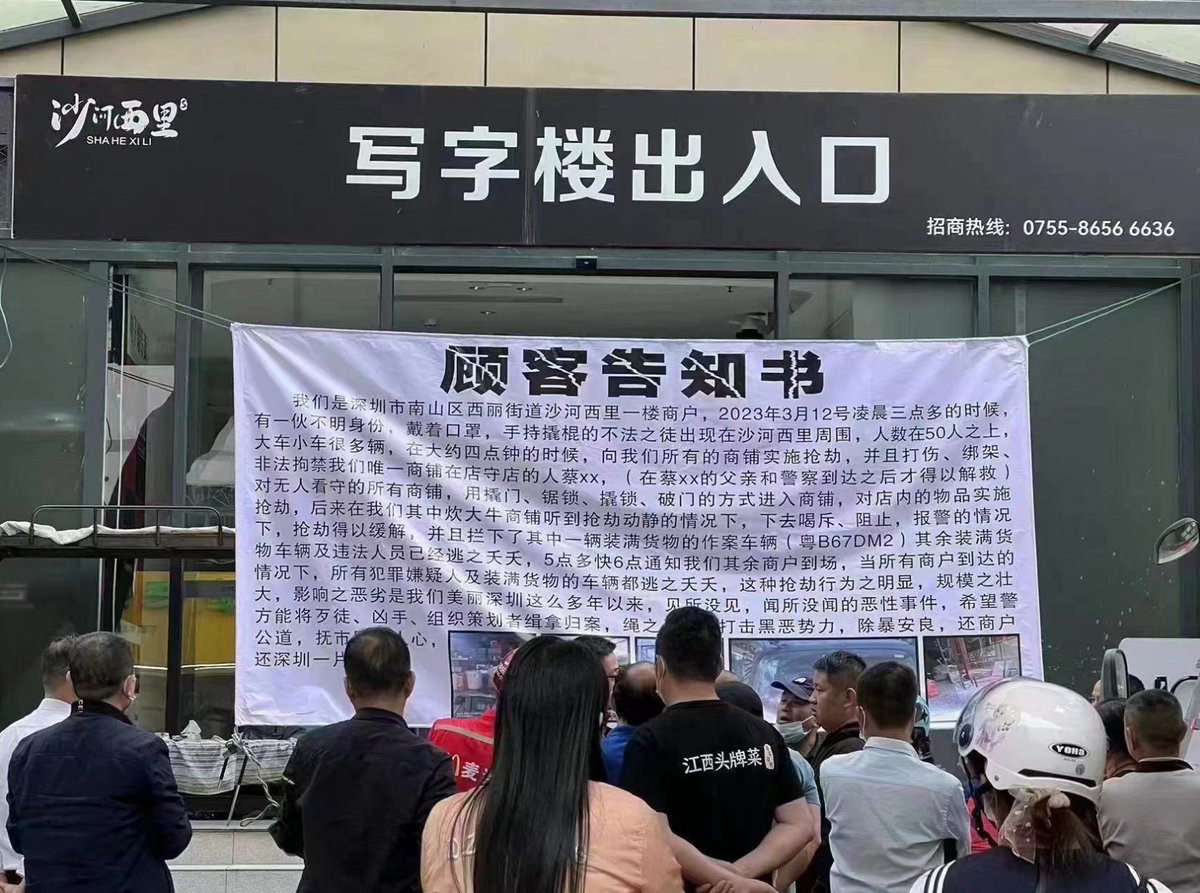 沙河西里
SHA HE XI LI
写字楼出入口
招商热线：0755-8656 6636
顾客告知书
我们是深圳市南山区西丽街道沙河西里一楼商户，2023年3月12号凌晨三点多的时候，
有一伙不明身份，戴着口罩，手持撬棍的不法之徒出现在沙河西里周围，人数在50人之上，
大车小车很多辆，在大约四点钟的时候，向我们所有的商铺实施抢劫，并且打伤、绑架、
非法拘禁我们唯一商铺在店守店的人蔡xx，（在蔡xx的父亲和警察到达之后才得以解救）
对无人看守的所有商铺，用撬门、锯锁、撬锁、破门的方式进入商铺，对店内的物品实施
抢劫，后来在我们其中炊大牛商铺听到抢劫动静的情况下，下去喝斥、阻止，报警的情况
下，抢劫得以缓解，并且拦下了其中一辆装满货物的作案车辆（粤B67DM2）其余装满货
物车辆及违法人员已经逃之夭夭，5点多快6点通知我们其余商户到场，当所有商户到达的
情况下，所有犯罪嫌疑人及装满货物的车辆都逃之夭夭，这种抢劫行为之明显，规模之壮
大，影响之恶劣是我们美丽深圳这么多年以来，见所没见，闻所没闻的恶性事件，希望警
方能将歹徒、凶手、组织策划者缉拿归案，绳之 打击黑恶势力，除暴安良，还商户
公道，抚市 人心，
还深圳一片
江西头牌菜
麦
YOHA